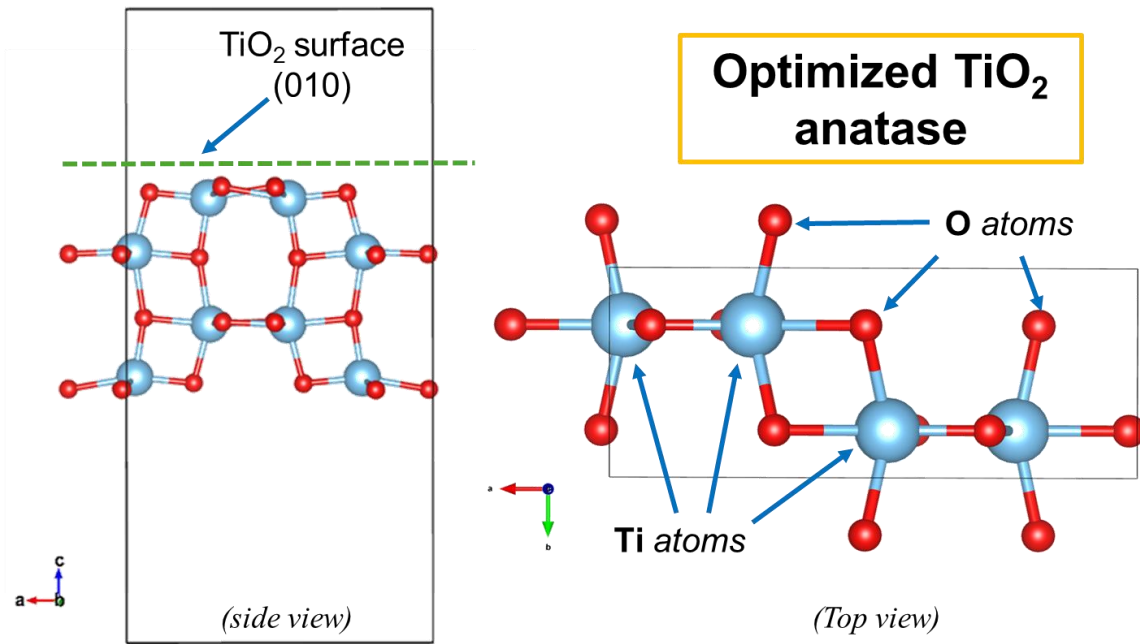 TiO₂ surface
(010)
Optimized TiO₂
anatase
O atoms
Ti atoms
a
b
c
a
b
(side view)
(Top view)